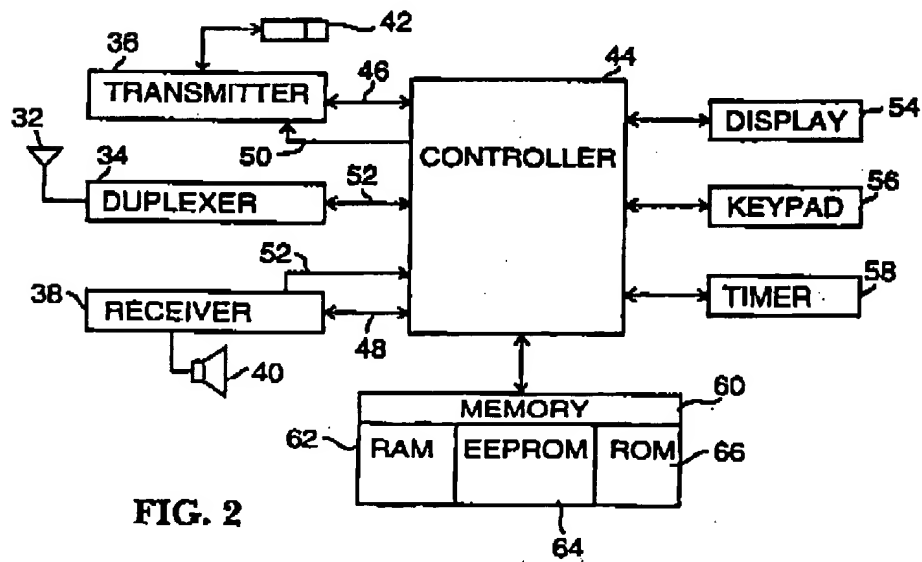 42
36
TRANSMITTER
46
44
32
50
34
DUPLEXER
52
CONTROLLER
DISPLAY
54
KEYPAD
56
52
38
RECEIVER
48
40
TIMER
58
MEMORY
60
62
RAM
EEPROM
ROM
66
64
FIG. 2